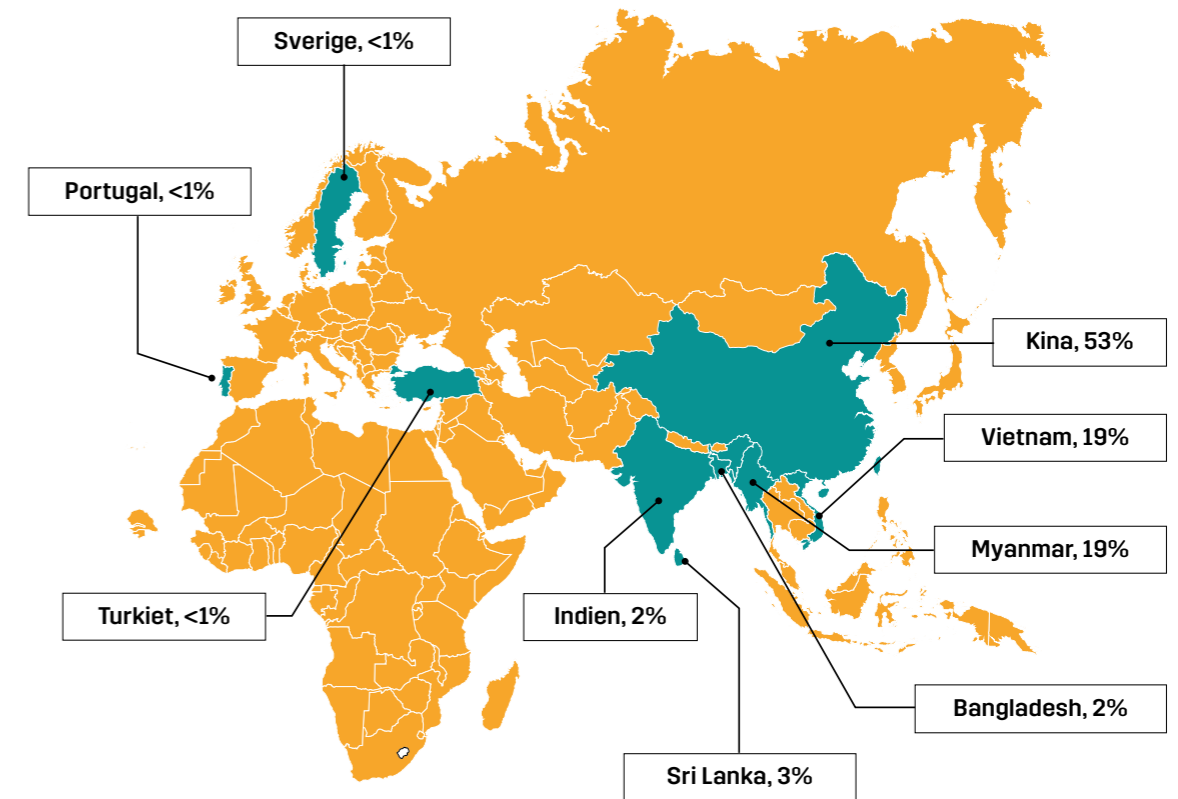 Sverige, <1%
Portugal, <1%
Kina, 53%
Vietnam, 19%
Myanmar, 19%
Turkiet, <1%
Indien, 2%
Bangladesh, 2%
Sri Lanka, 3%